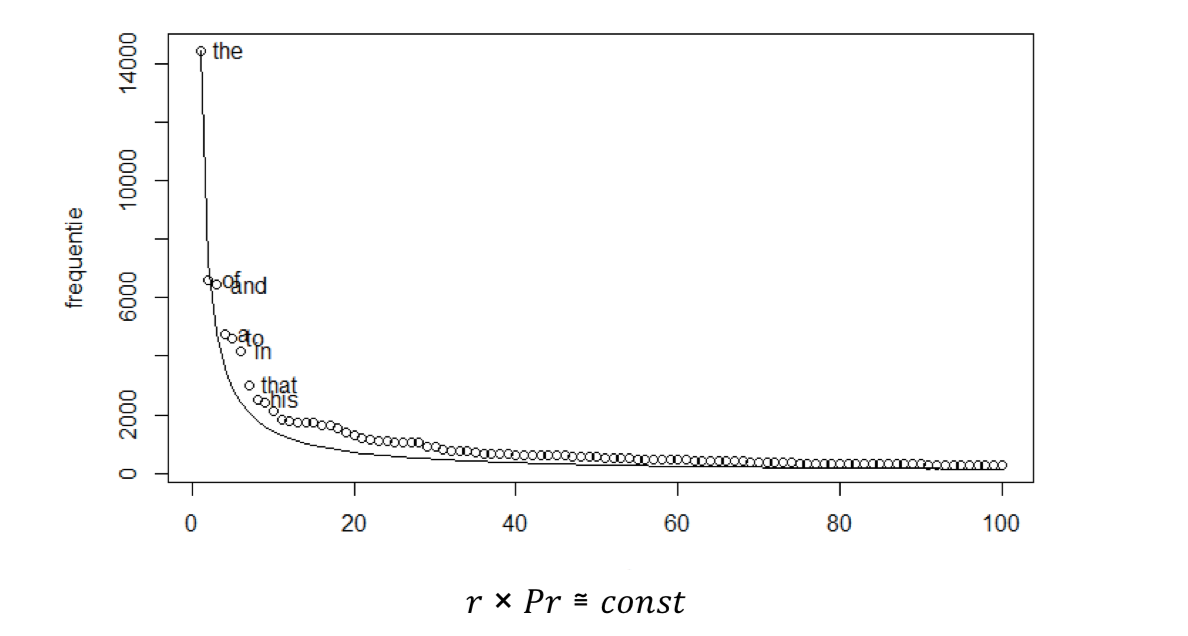 14000
10000
6000
2000
0
frequentie
the
of
and
a
to
in
that
his
0 20 40 60 80 100
r × Pr ≅ const